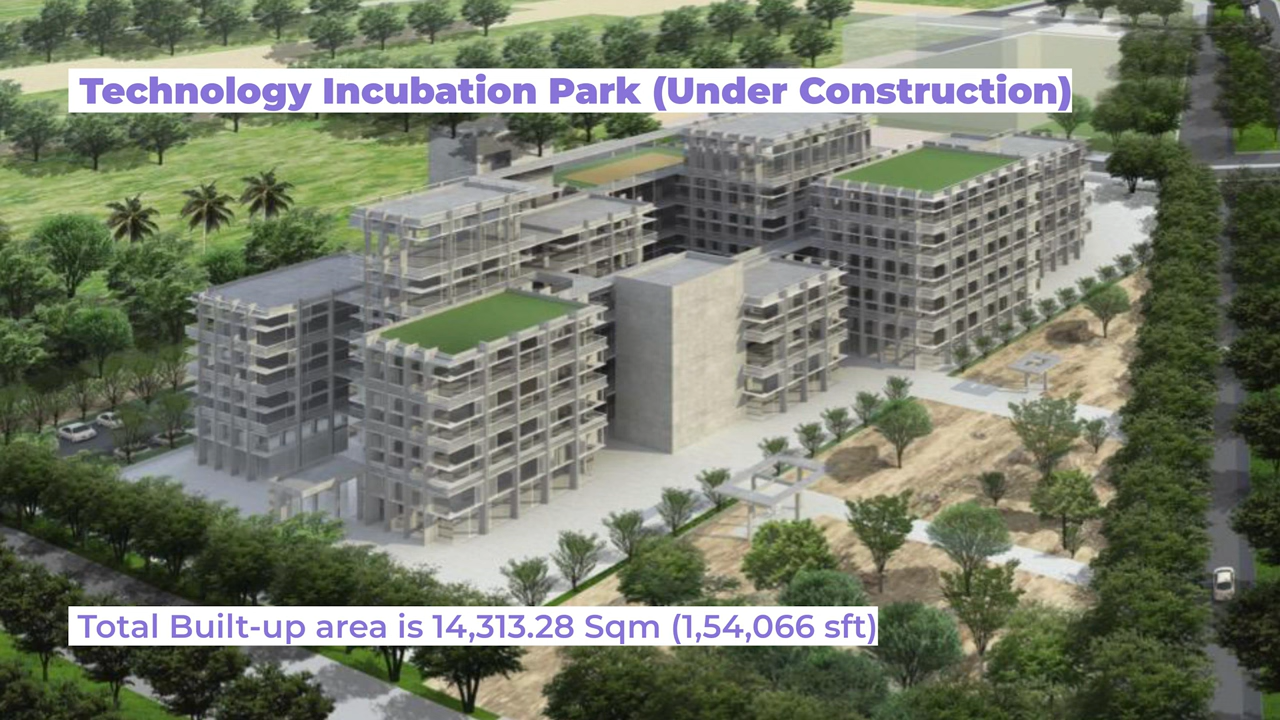 Technology Incubation Park (Under Construction)
Total Built-up area is 14,313.28 Sqm (1,54,066 sft)